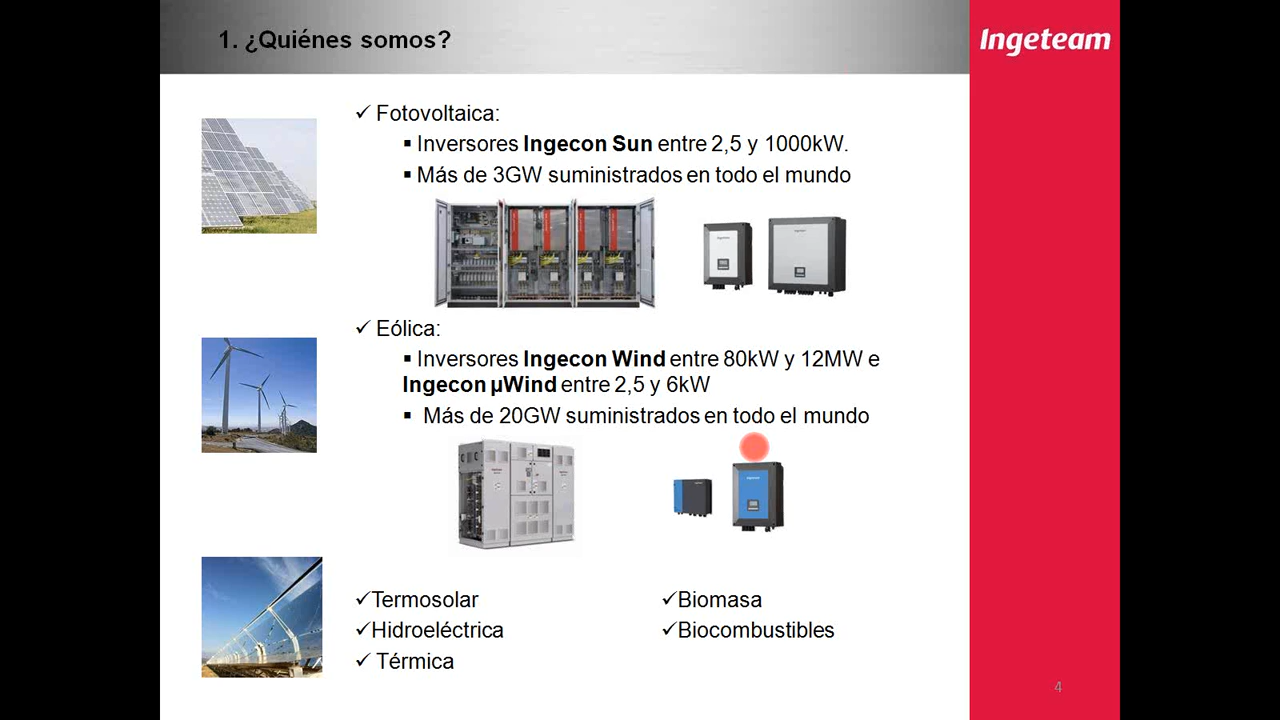 1. ¿Quiénes somos?
Ingeteam
✓ Fotovoltaica:
▪ Inversores Ingecon Sun entre 2,5 y 1000kW.
▪ Más de 3GW suministrados en todo el mundo
✓ Eólica:
▪ Inversores Ingecon Wind entre 80kW y 12MW e
Ingecon µWind entre 2,5 y 6kW
▪ Más de 20GW suministrados en todo el mundo
✓Termosolar
✓Hidroeléctrica
✓ Térmica
✓Biomasa
✓Biocombustibles
4